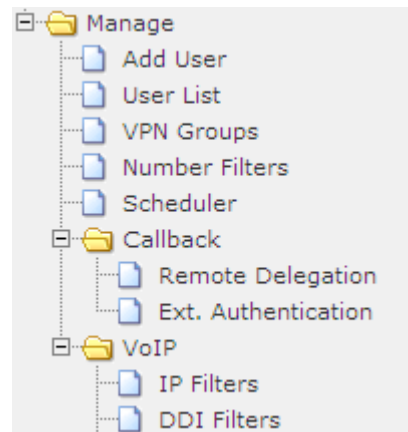 Manage
Add User
User List
VPN Groups
Number Filters
Scheduler
Callback
Remote Delegation
Ext. Authentication
VoIP
IP Filters
DDI Filters